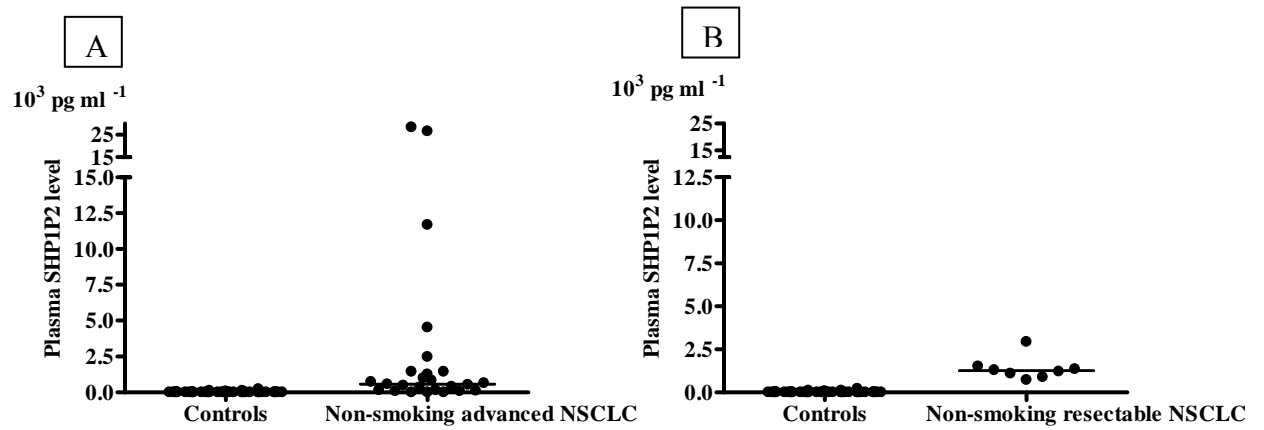 A
10³ pg ml ⁻¹
Plasma SHP1P2 level
25
15
15.0
12.5
10.0
7.5
5.0
2.5
0.0
Controls
Non-smoking advanced NSCLC
B
10³ pg ml ⁻¹
Plasma SHP1P2 level
25
15
12.5
10.0
7.5
5.0
2.5
0.0
Controls
Non-smoking resectable NSCLC